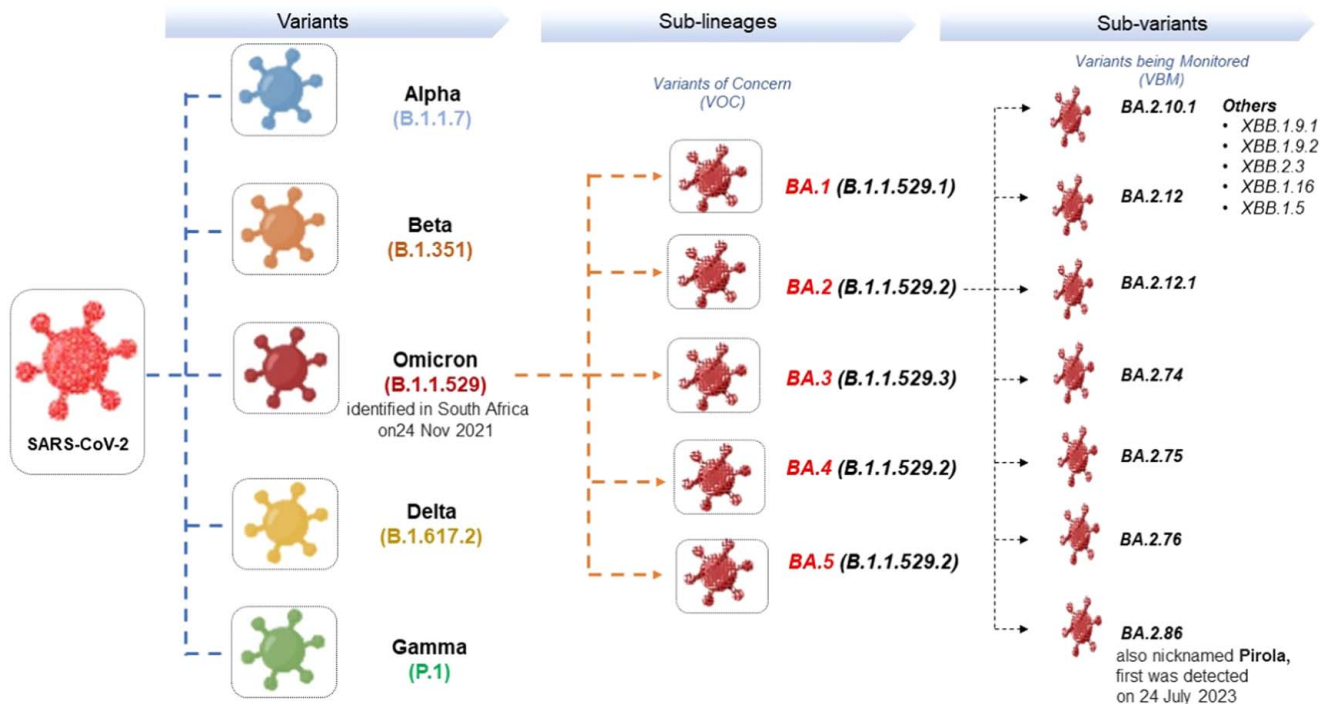 Variants
Sub-lineages
Sub-variants
Variants of Concern
(VOC)
Variants being Monitored
(VBM)
SARS-CoV-2
Alpha
(B.1.1.7)
Beta
(B.1.351)
Omicron
(B.1.1.529)
identified in South Africa
on24 Nov 2021
Delta
(B.1.617.2)
Gamma
(P.1)
BA.1 (B.1.1.529.1)
BA.2 (B.1.1.529.2)
BA.3 (B.1.1.529.3)
BA.4 (B.1.1.529.2)
BA.5 (B.1.1.529.2)
BA.2.10.1
BA.2.12
BA.2.12.1
BA.2.74
BA.2.75
BA.2.76
BA.2.86
also nicknamed Pirola,
first was detected
on 24 July 2023
Others
• XBB.1.9.1
• XBB.1.9.2
• XBB.2.3
• XBB.1.16
• XBB.1.5